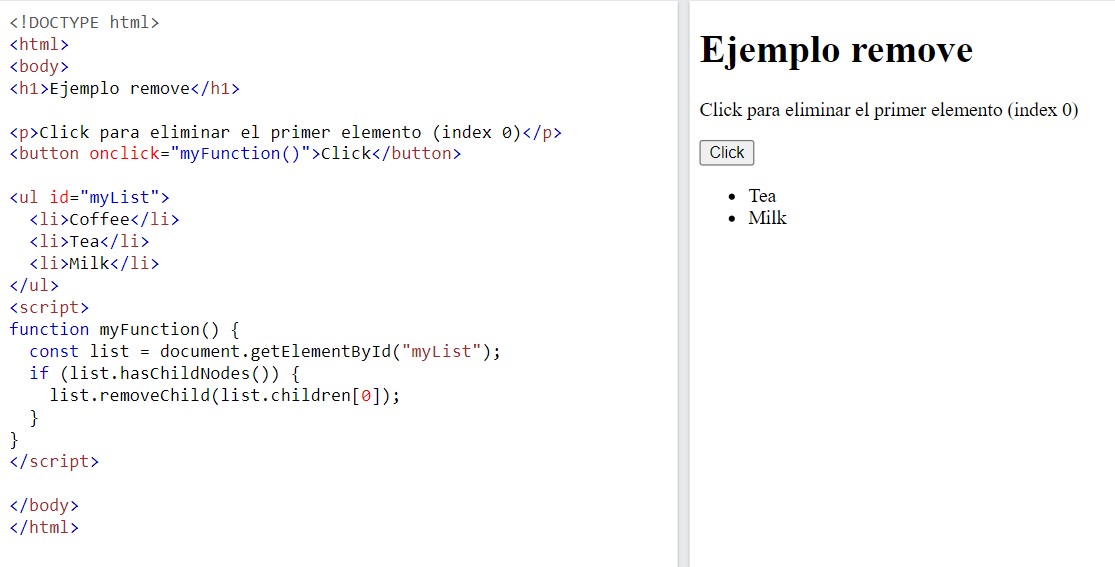 <!DOCTYPE html>
<html>
<body>
<h1>Ejemplo remove</h1>
<p>Click para eliminar el primer elemento (index 0)</p>
<button onclick="myFunction()">Click</button>
<ul id="myList">
  <li>Coffee</li>
  <li>Tea</li>
  <li>Milk</li>
</ul>
<script>
function myFunction() {
  const list = document.getElementById("myList");
  if (list.hasChildNodes()) {
    list.removeChild(list.children[0]);
  }
}
</script>
</body>
</html>
Ejemplo remove
Click para eliminar el primer elemento (index 0)
Click
• Tea
• Milk